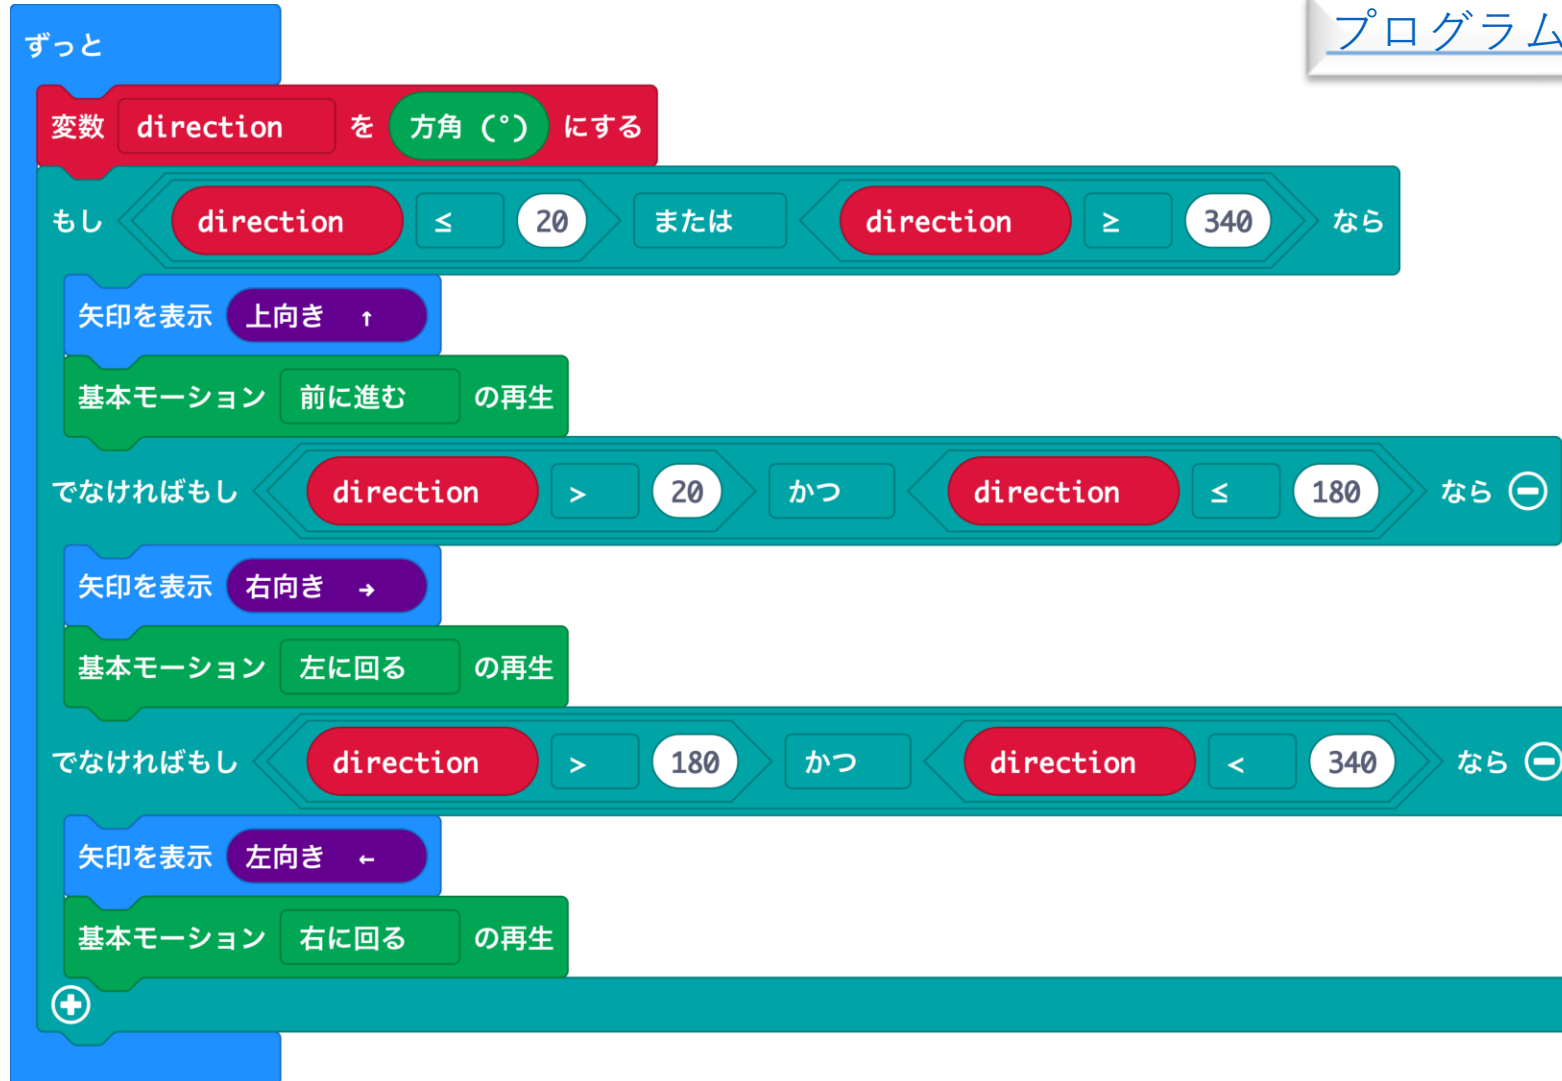 プログラム
ずっと
変数 direction を 方角 (°) にする
もし direction ≤ 20 または direction ≥ 340 なら
矢印を表示 上向き ↑
基本モーション 前に進む の再生
でなければもし direction > 20 かつ direction ≤ 180 なら
矢印を表示 右向き →
基本モーション 左に回る の再生
でなければもし direction > 180 かつ direction < 340 なら
矢印を表示 左向き ←
基本モーション 右に回る の再生